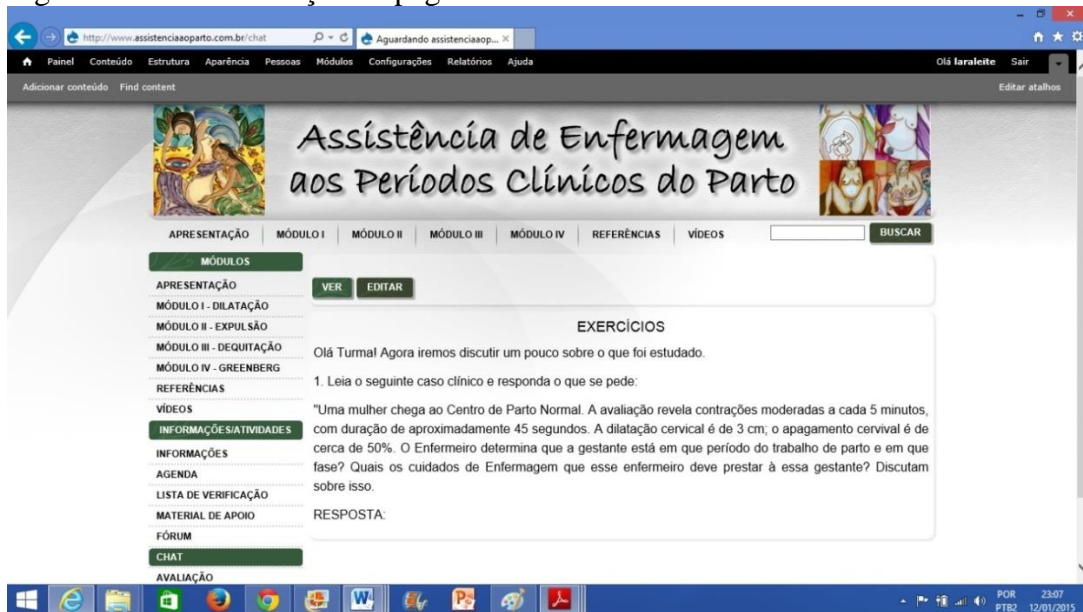 http://www.assistenciaaoparto.com.br/chat
Aguardando assistenciaaop...
Painel Conteúdo Estrutura Aparência Pessoas Módulos Configurações Relatórios Ajuda
Olá laraleite Sair
Adicionar conteúdo Find content
Editar atalhos
Assistência de Enfermagem
aos Períodos Clínicos do Parto
APRESENTAÇÃO MÓDULO I MÓDULO II MÓDULO III MÓDULO IV REFERÊNCIAS VÍDEOS
BUSCAR
MÓDULOS
APRESENTAÇÃO
MÓDULO I - DILATAÇÃO
MÓDULO II - EXPULSÃO
MÓDULO III - DEQUITAÇÃO
MÓDULO IV - GREENBERG
REFERÊNCIAS
VÍDEOS
INFORMAÇÕES/ATIVIDADES
INFORMAÇÕES
AGENDA
LISTA DE VERIFICAÇÃO
MATERIAL DE APOIO
FÓRUM
CHAT
AVALIAÇÃO
VER EDITAR
EXERCÍCIOS
Olá Turma! Agora iremos discutir um pouco sobre o que foi estudado.
1. Leia o seguinte caso clínico e responda o que se pede:
"Uma mulher chega ao Centro de Parto Normal. A avaliação revela contrações moderadas a cada 5 minutos,
com duração de aproximadamente 45 segundos. A dilatação cervical é de 3 cm; o apagamento cervival é de
cerca de 50%. O Enfermeiro determina que a gestante está em que período do trabalho de parto e em que
fase? Quais os cuidados de Enfermagem que esse enfermeiro deve prestar à essa gestante? Discutam
sobre isso.
RESPOSTA:
POR
PTB2
23:07
12/01/2015